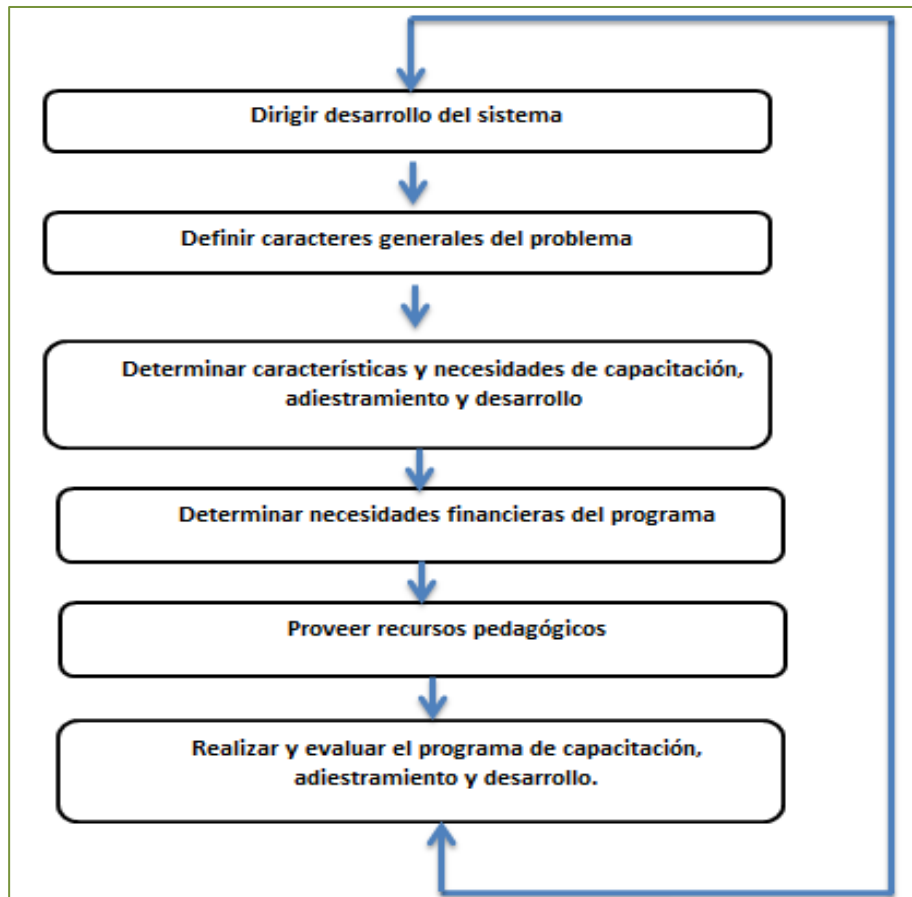 Dirigir desarrollo del sistema
Definir caracteres generales del problema
Determinar características y necesidades de capacitación,
adiestramiento y desarrollo
Determinar necesidades financieras del programa
Proveer recursos pedagógicos
Realizar y evaluar el programa de capacitación,
adiestramiento y desarrollo.